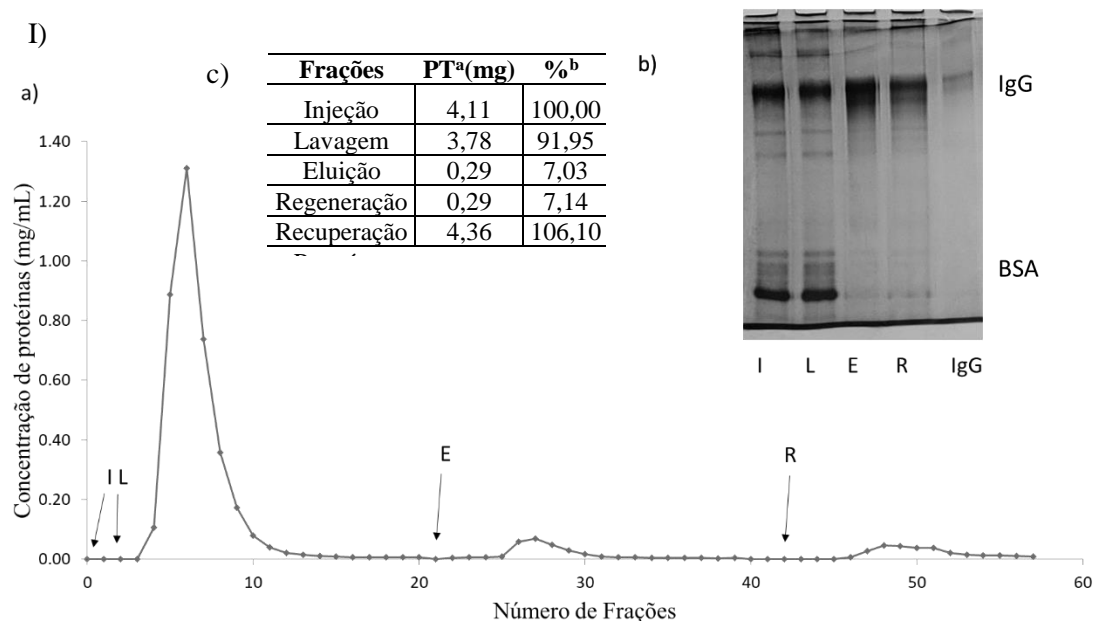 I)
a)
c)
b)
Frações PTᵃ(mg) %ᵇ
Injeção 4,11 100,00
Lavagem 3,78 91,95
Eluição 0,29 7,03
Regeneração 0,29 7,14
Recuperação 4,36 106,10
IgG
BSA
I L E R IgG
Concentração de proteínas (mg/mL)
1.40
1.20
1.00
0.80
0.60
0.40
0.20
0.00
I L
E
R
0 10 20 30 40 50 60
Número de Frações